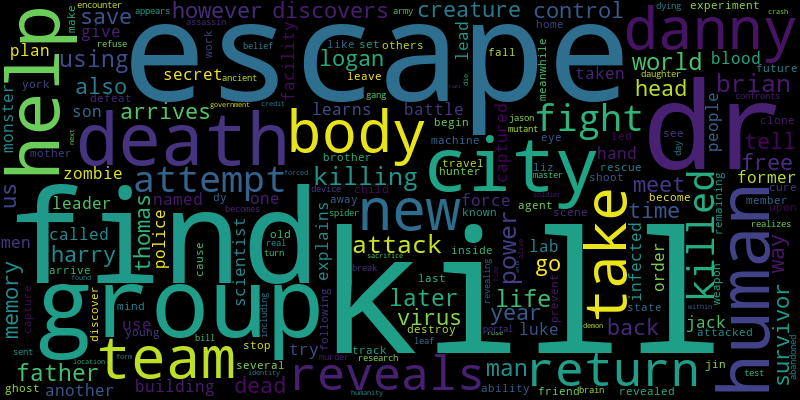 encounter
appears
army
dying
refuse
experiment
crash
make
save
however
discovers
creature
control
danny
assassin
home
plan
give
belief
like
set
others
lead
fall
help
using
work
logan
world
blood
daughter
future
secret
ancient
leave
taken
brian
york
facility
meanwhile
head
confronts
monster
also
defeat
government
credit
gang
escape
dr
son
arrives
learns
battle
begin
jason
mutant
eye
fight
captured
led
see
day
people
clone
tell
next
mother
death
body
machine
city
hand
rescue
shoot
master
us
zombie
attempt
killing
brother
travel
hunter
liz
meet
free
former
cure
leader
named
one
forced
device
away
child
force
become
member
upon
men
called
thomas
police
dy
becomes
new
spider
known
agent
scene
time
killed
human
realizes
harry
scientist
old
real
turn
explains
attack
inside
power
lab
take
infected
order
way
remaining
memory
arrive
find
cause
sacrifice
break
last
go
state
weapon
survivor
found
discover
mind
later
life
prevent
within
capture
use
young
including
following
virus
destroy
revealing
year
portal
luke
back
jack
attacked
abandoned
sent
group
bill
stop
try
track
leaf
ruse
demon
father
team
several
murder
research
man
return
jin
ghost
location
form
identity
reveals
kill
ability
revealed
test
another
building
dead
humanity
die
friend
brain